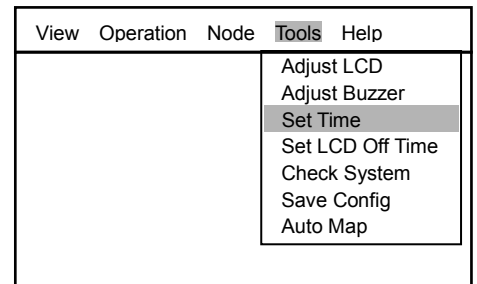 View Operation Node Tools Help
Adjust LCD
Adjust Buzzer
Set Time
Set LCD Off Time
Check System
Save Config
Auto Map